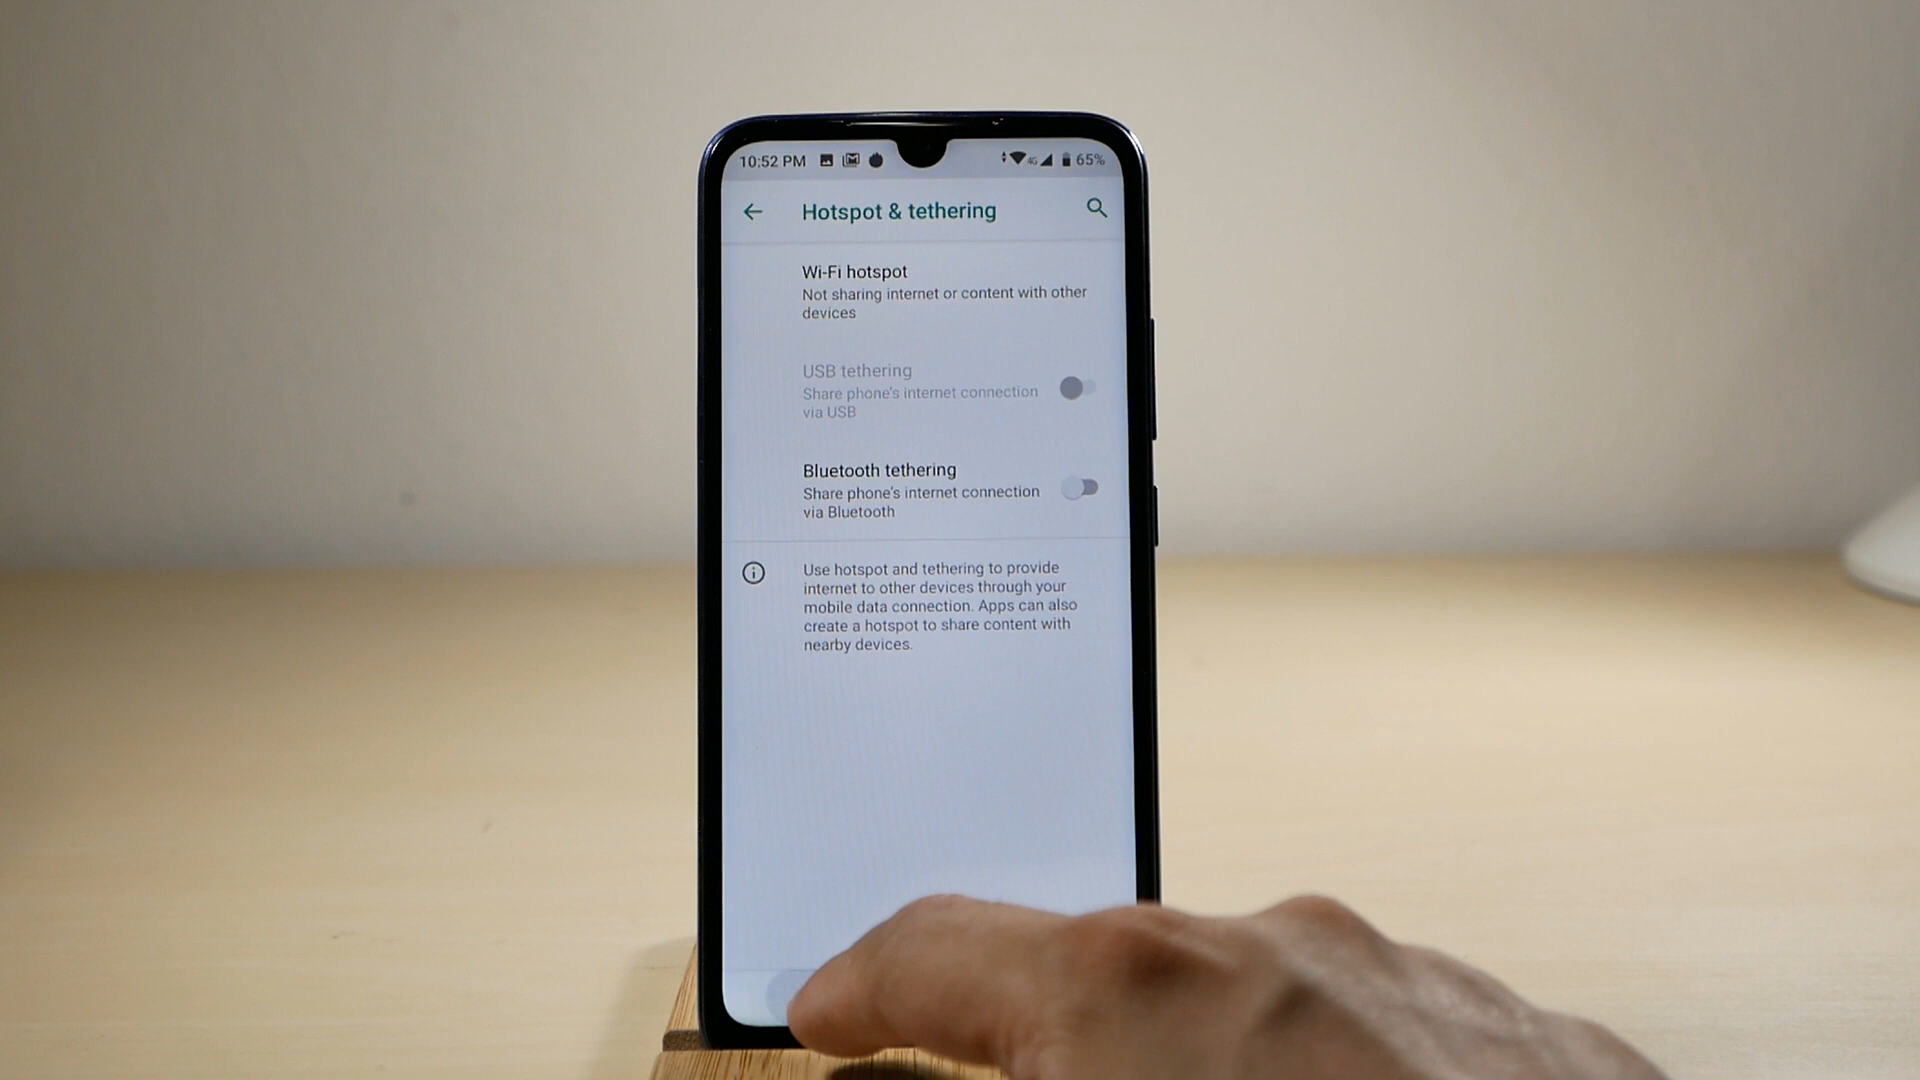 10:52 PM 4G 65%
Hotspot & tethering
Wi-Fi hotspot
Not sharing internet or content with other
devices
USB tethering
Share phone's internet connection
via USB
Bluetooth tethering
Share phone's internet connection
via Bluetooth
Use hotspot and tethering to provide
internet to other devices through your
mobile data connection. Apps can also
create a hotspot to share content with
nearby devices.